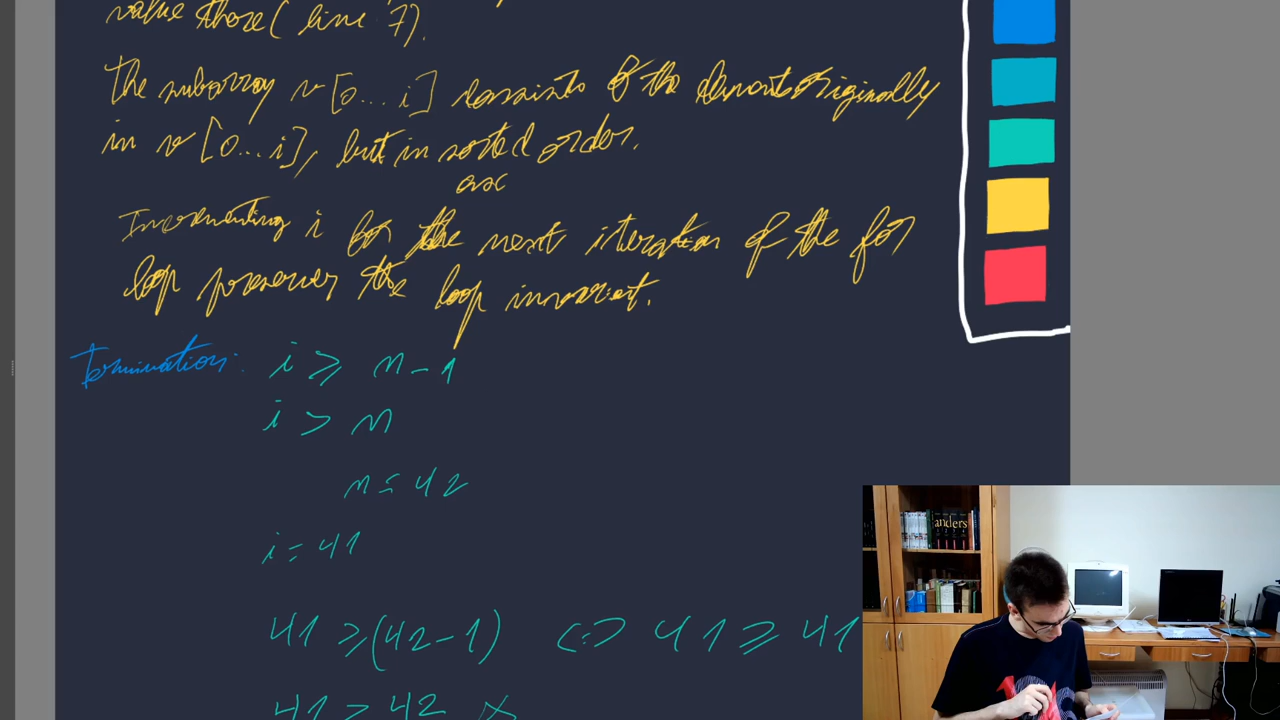 value those (line 7).
The subarray v[0...i] consists of the elements originally
in v[0...i], but in sorted order.
asc
Incrementing i for the next iteration of the for
loop preserves the loop invariant.
Termination: i ≥ n-1
i > n
n = 42
i = 41
41 ≥ (42-1) <=> 41 ≥ 41
41 > 42 x
anders